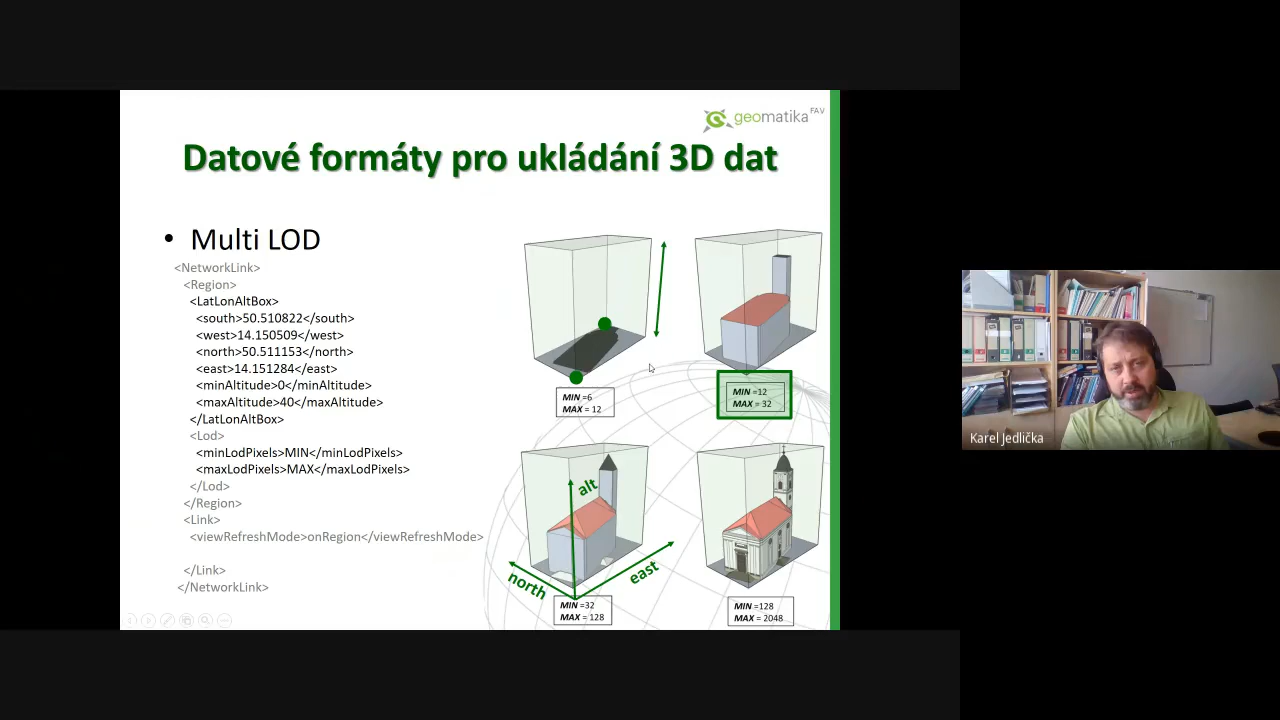 geomatika FAV
Datové formáty pro ukládání 3D dat
• Multi LOD
<NetworkLink>
<Region>
<LatLonAltBox>
<south>50.510822</south>
<west>14.150509</west>
<north>50.511153</north>
<east>14.151284</east>
<minAltitude>0</minAltitude>
<maxAltitude>40</maxAltitude>
</LatLonAltBox>
<Lod>
<minLodPixels>MIN</minLodPixels>
<maxLodPixels>MAX</maxLodPixels>
</Lod>
</Region>
<Link>
<viewRefreshMode>onRegion</viewRefreshMode>
</Link>
</NetworkLink>
MIN =6
MAX = 12
MIN =12
MAX = 32
alt
north
east
MIN =32
MAX = 128
MIN =128
MAX = 2048
Karel Jedlička